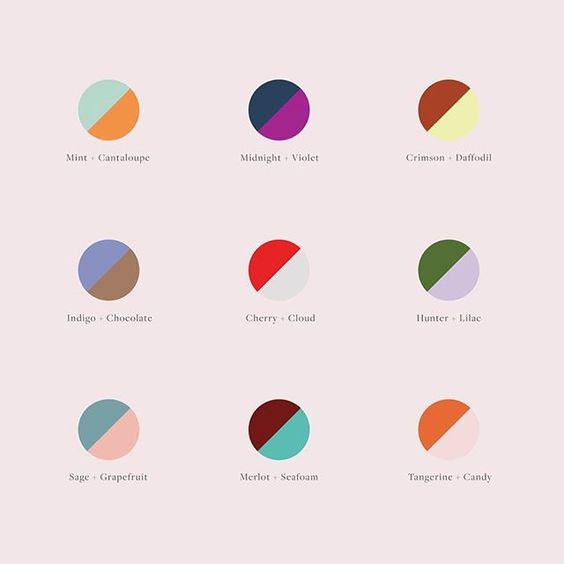 Mint + Cantaloupe
Midnight + Violet
Crimson + Daffodil
Indigo + Chocolate
Cherry + Cloud
Hunter + Lilac
Sage + Grapefruit
Merlot + Seafoam
Tangerine + Candy